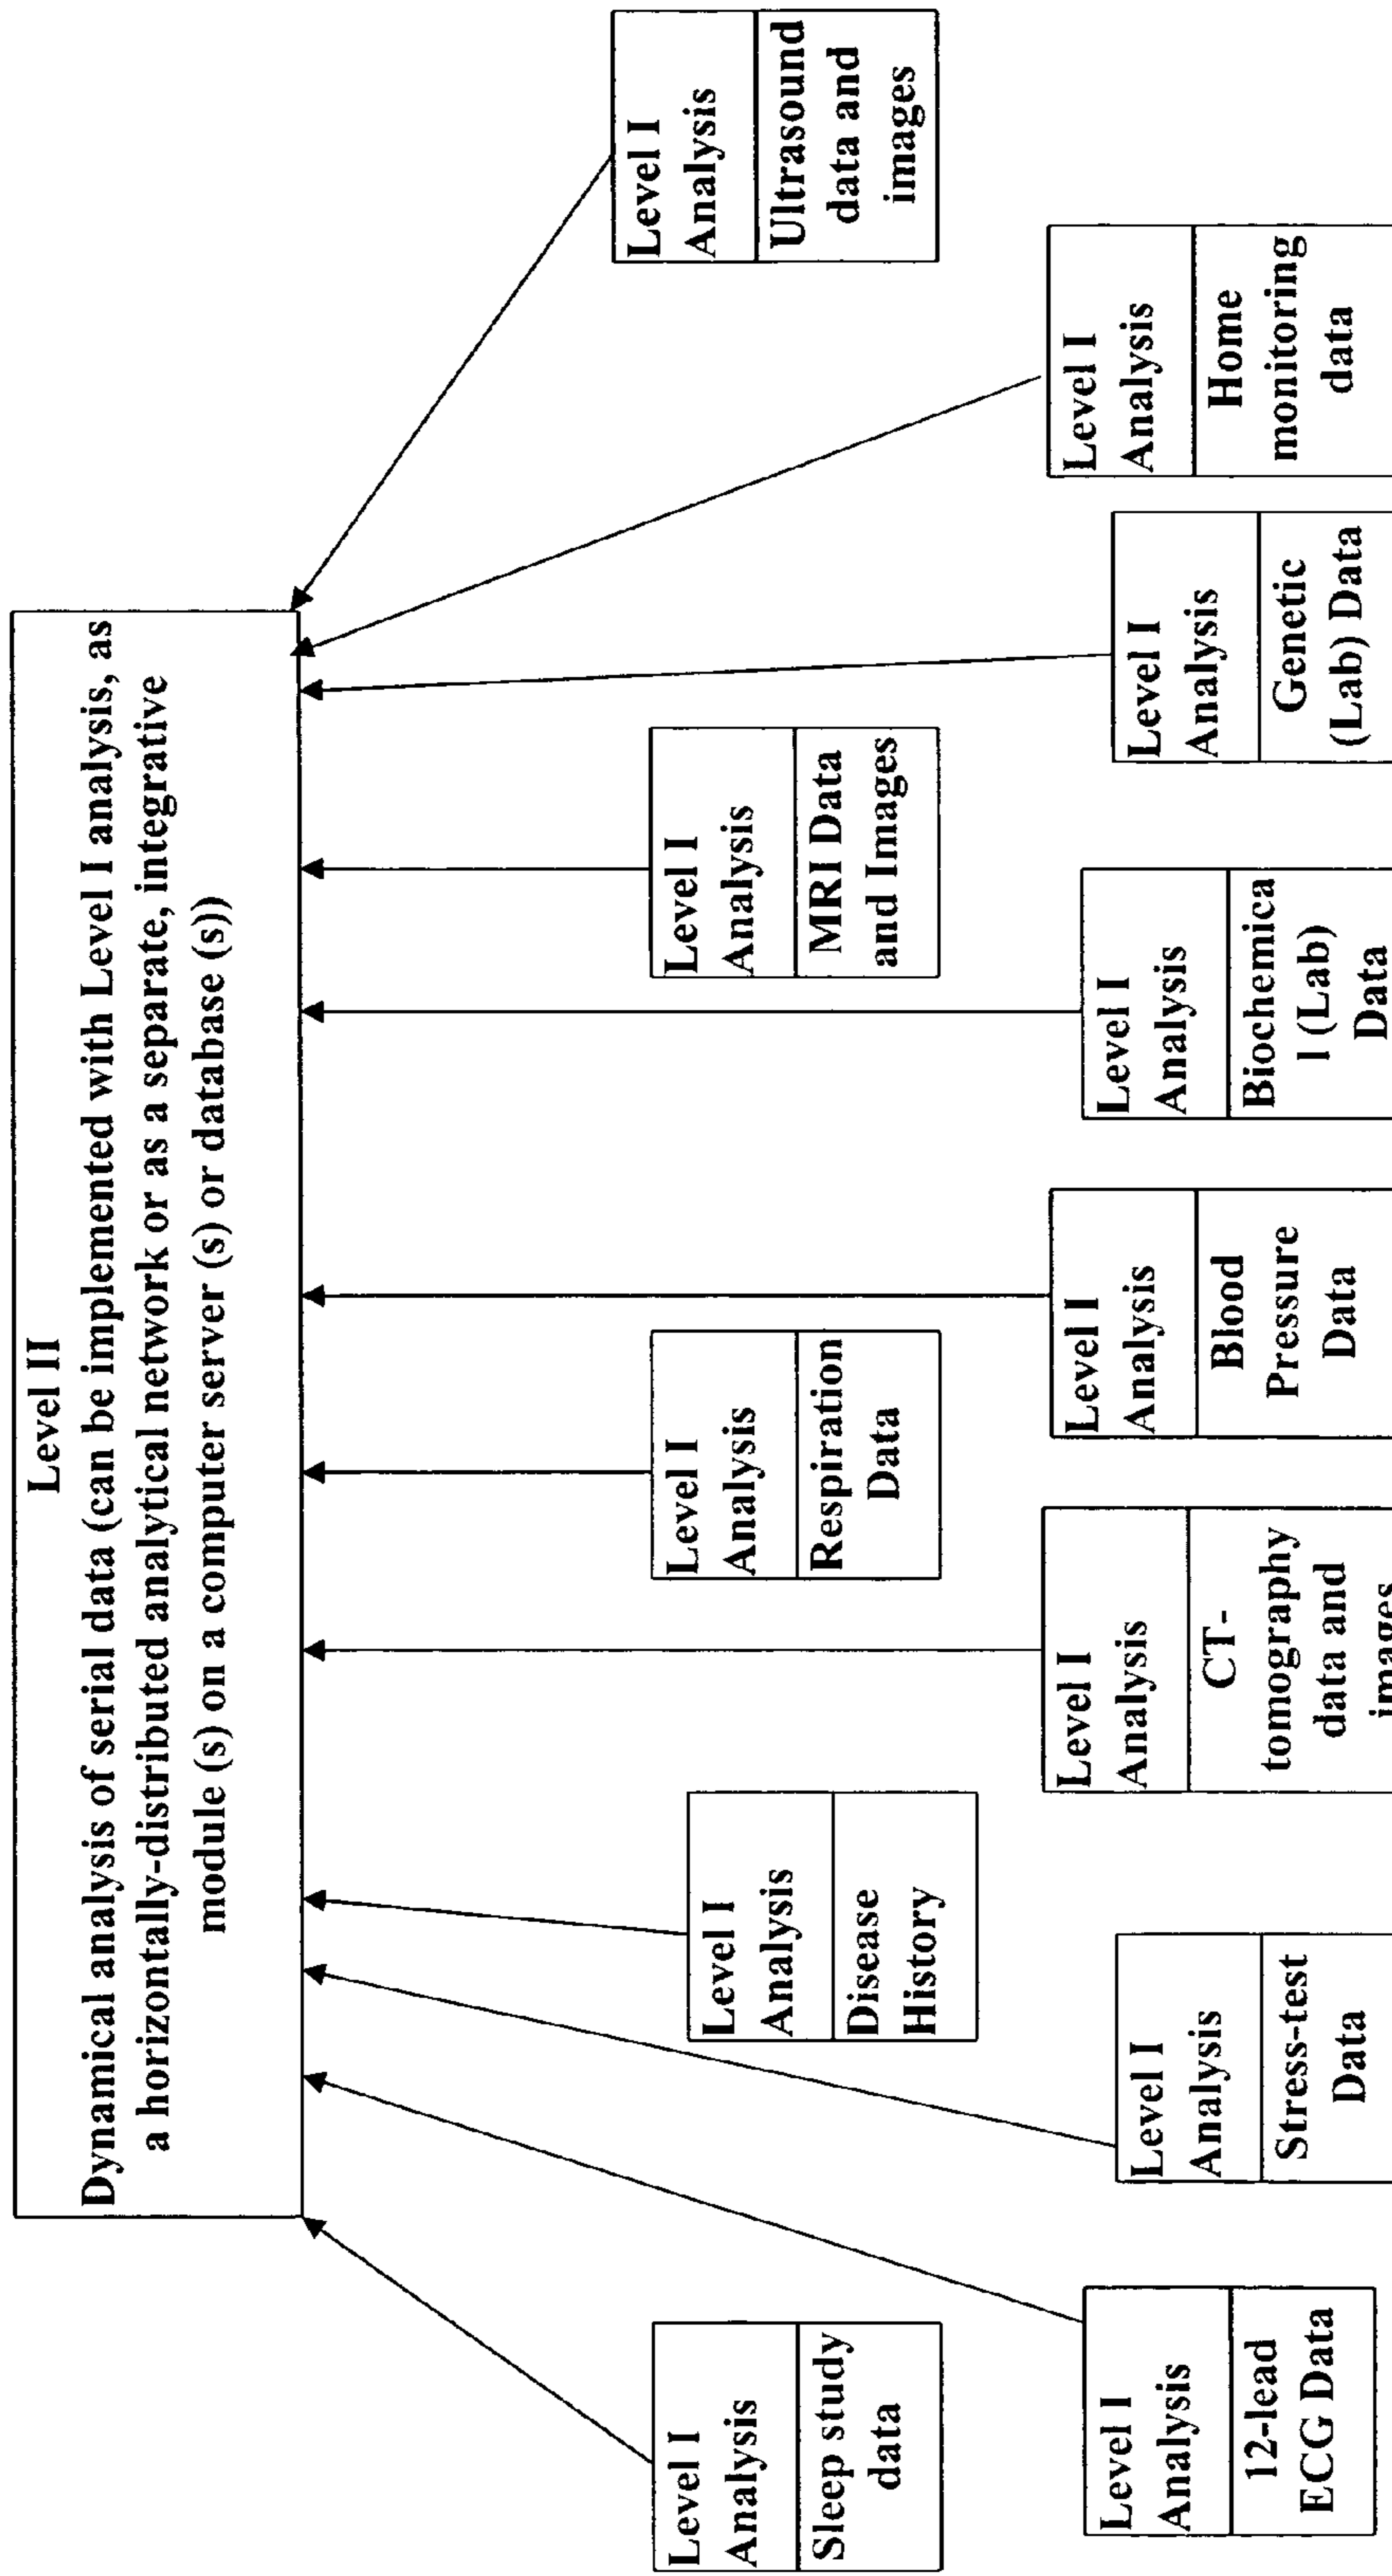 Level II
Dynamical analysis of serial data (can be implemented with Level I analysis, as
a horizontally-distributed analytical network or as a separate, integrative
module (s) on a computer server (s) or database (s))
Level I
Analysis
Sleep study
data
Level I
Analysis
12-lead
ECG Data
Level I
Analysis
Stress-test
Data
Level I
Analysis
Disease
History
Level I
Analysis
CT-
tomography
data and
images
Level I
Analysis
Respiration
Data
Level I
Analysis
Blood
Pressure
Data
Level I
Analysis
Biochemica
l (Lab)
Data
Level I
Analysis
MRI Data
and Images
Level I
Analysis
Genetic
(Lab) Data
Level I
Analysis
Home
monitoring
data
Level I
Analysis
Ultrasound
data and
images